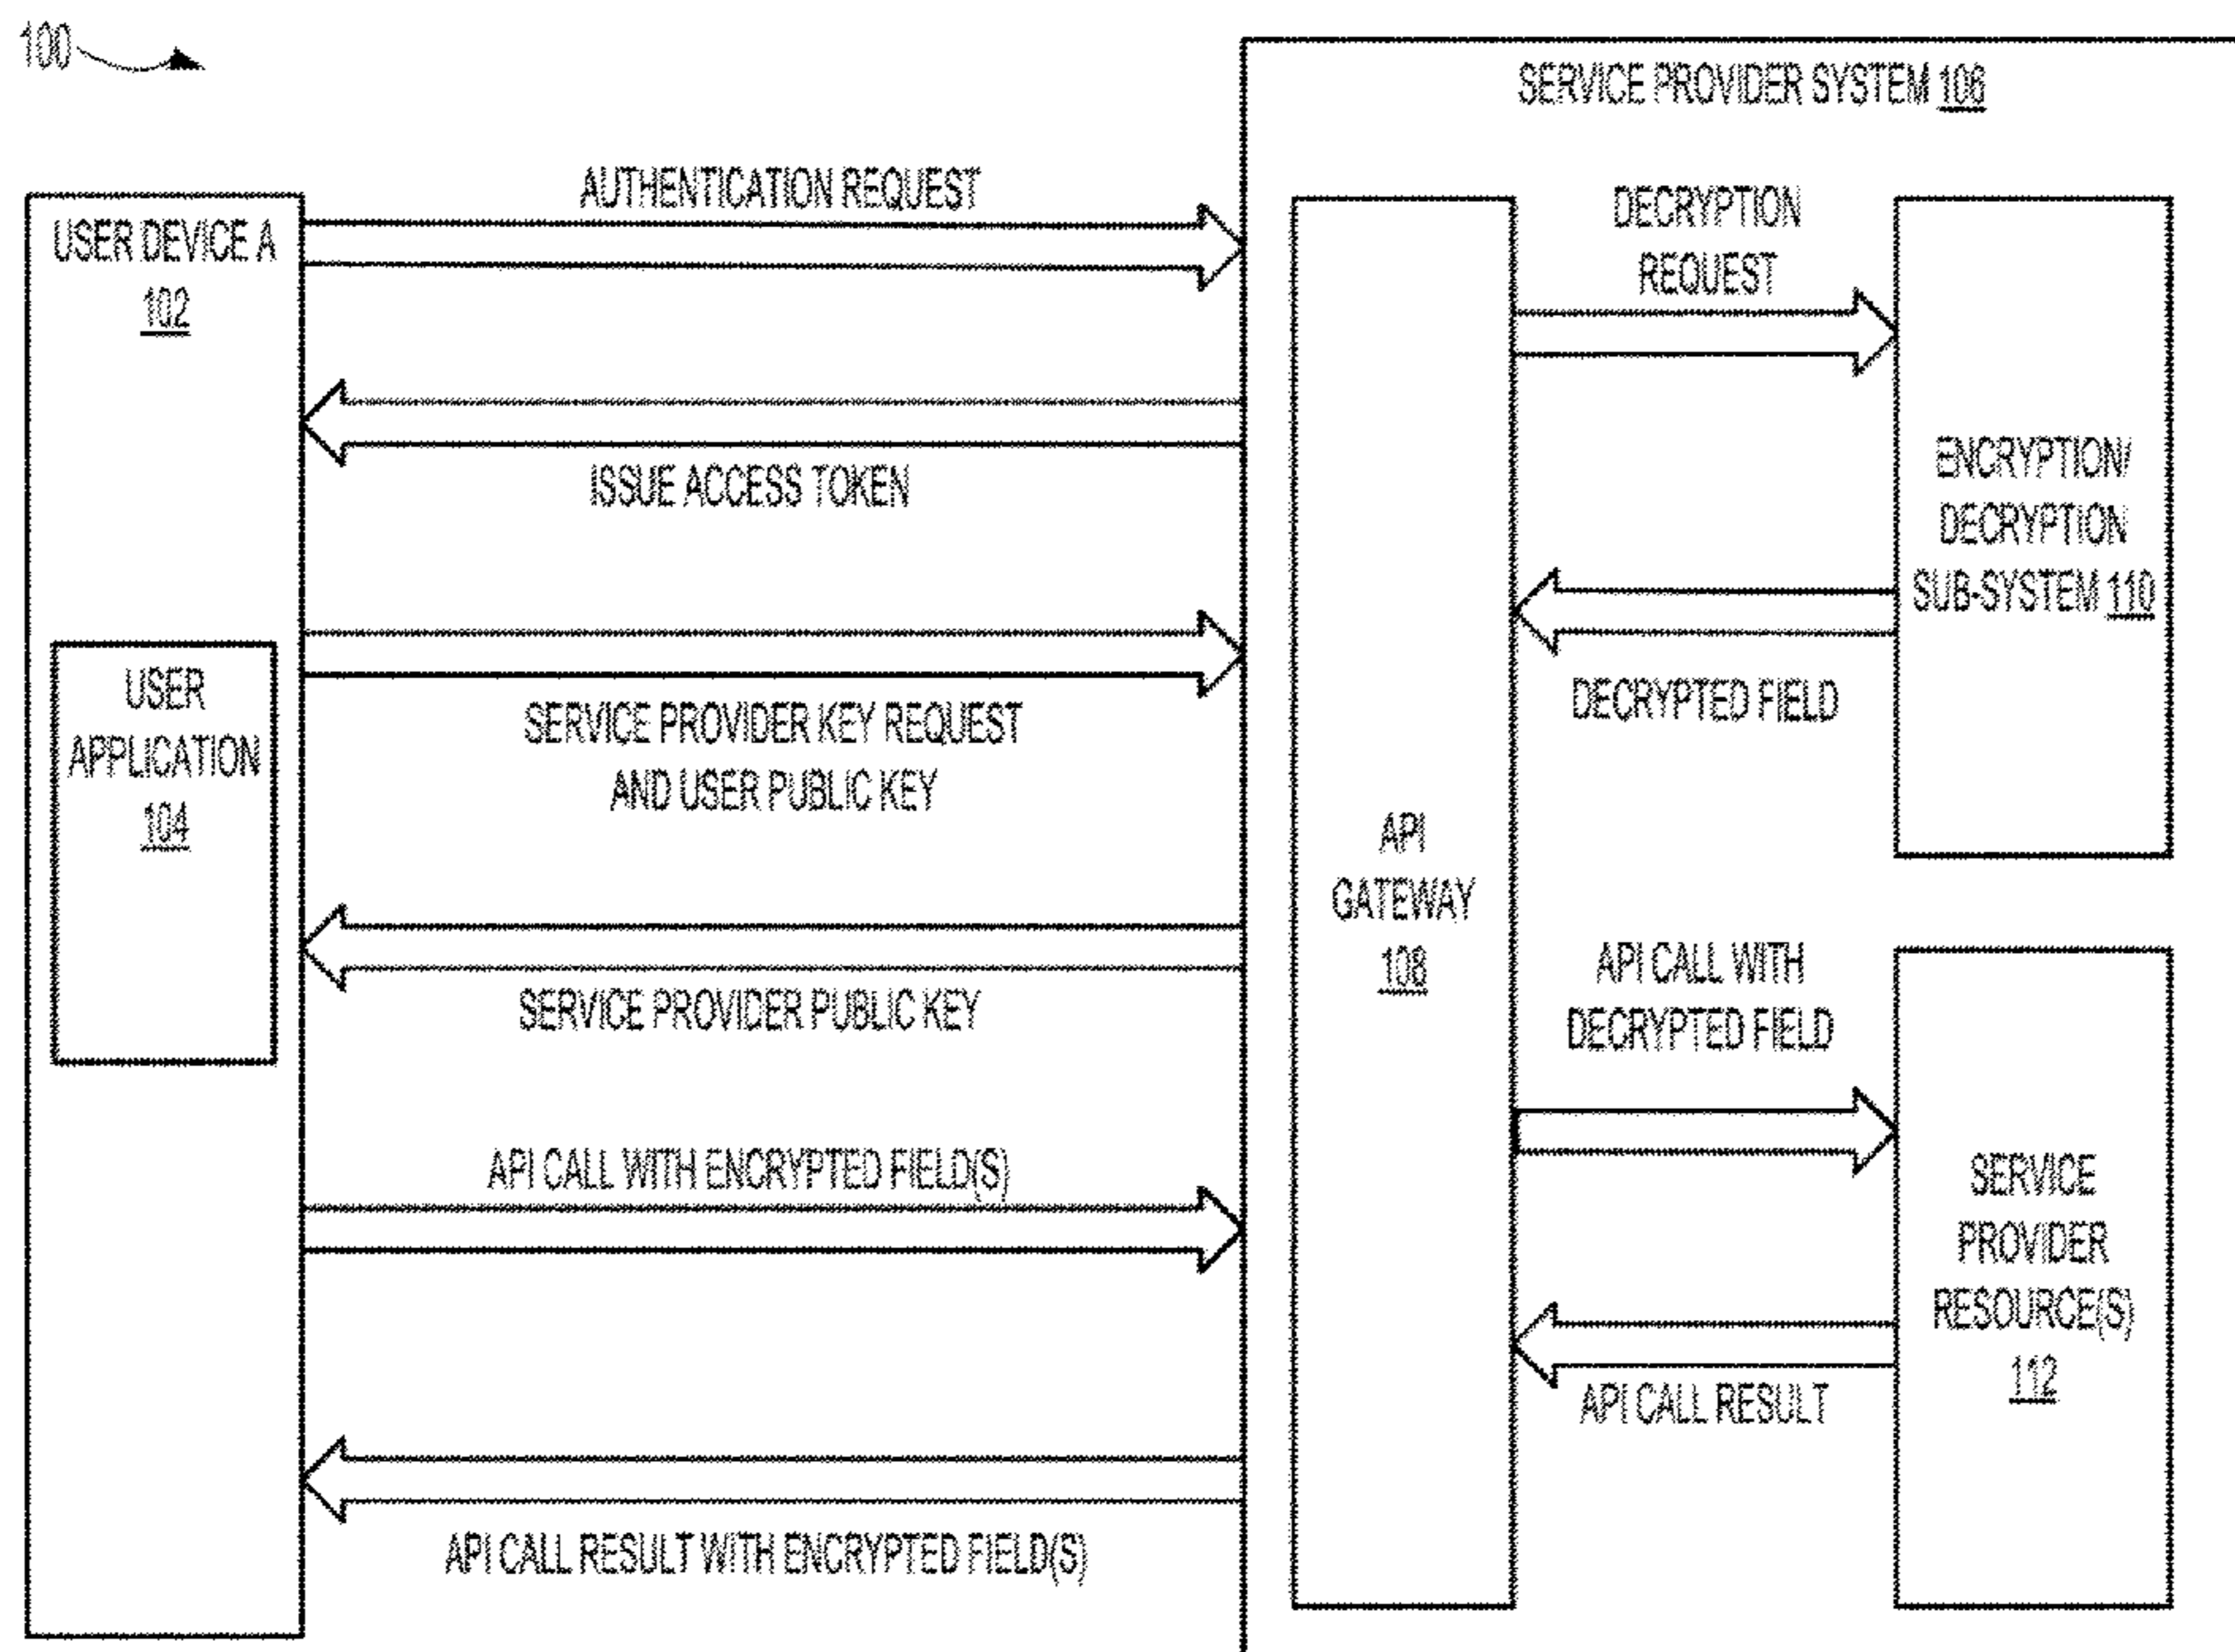 100
SERVICE PROVIDER SYSTEM 106
USER DEVICE A
102
USER
APPLICATION
104
AUTHENTICATION REQUEST
ISSUE ACCESS TOKEN
SERVICE PROVIDER KEY REQUEST
AND USER PUBLIC KEY
SERVICE PROVIDER PUBLIC KEY
API CALL WITH ENCRYPTED FIELD(S)
API CALL RESULT WITH ENCRYPTED FIELD(S)
API
GATEWAY
108
DECRYPTION
REQUEST
DECRYPTED FIELD
API CALL WITH
DECRYPTED FIELD
API CALL RESULT
ENCRYPTION/
DECRYPTION
SUB-SYSTEM 110
SERVICE
PROVIDER
RESOURCE(S)
112